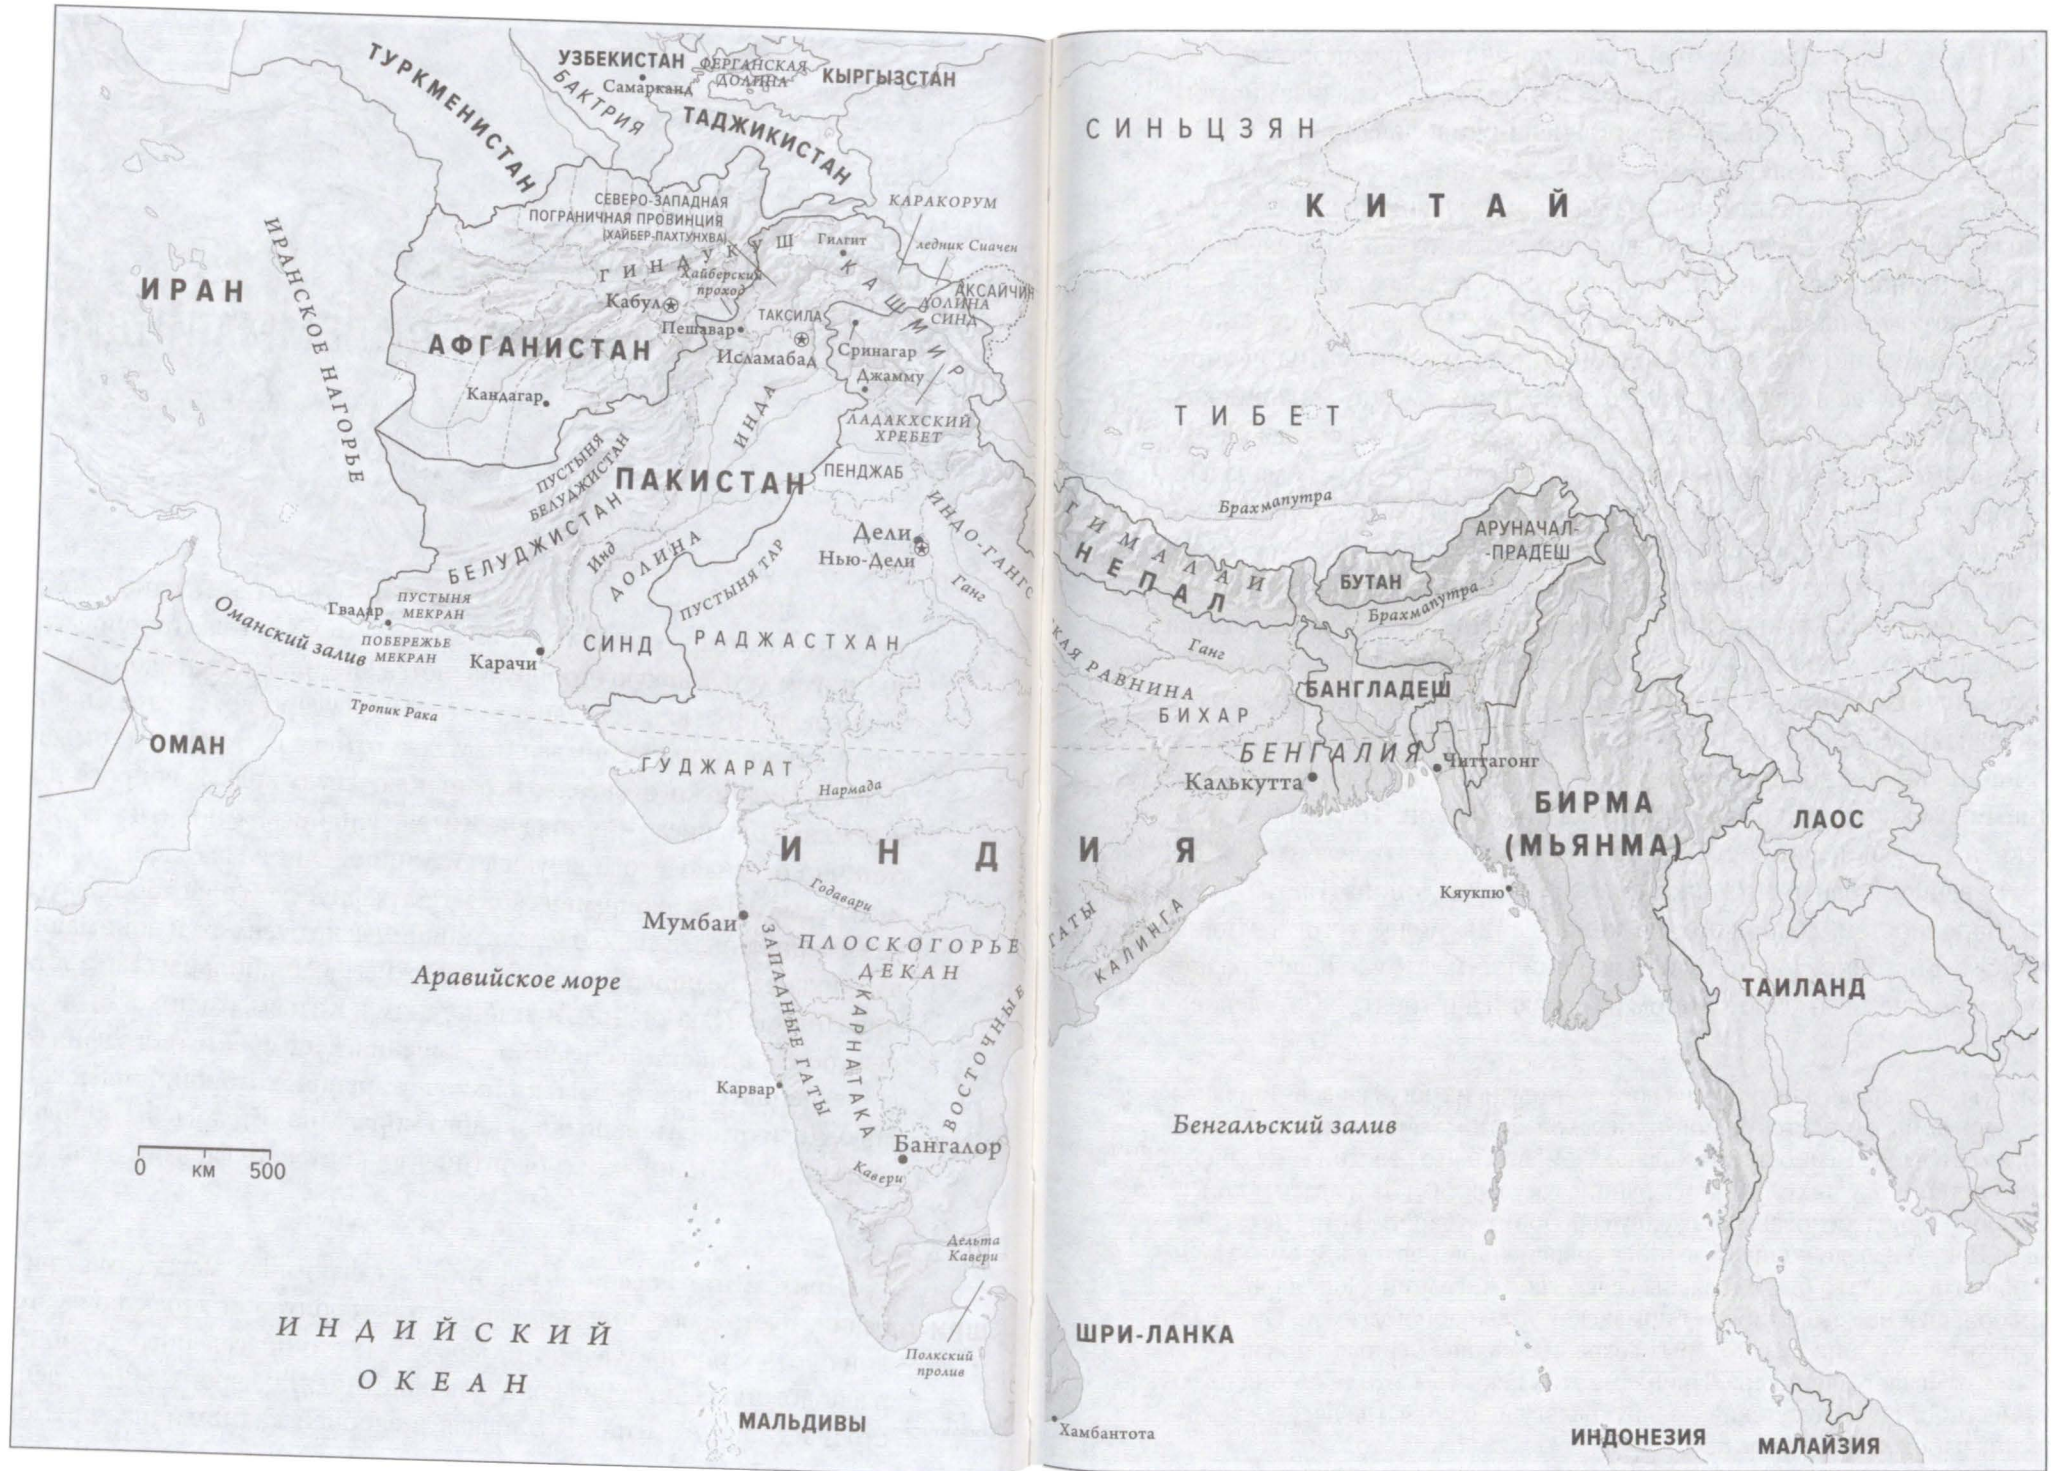 ТУРКМЕНИСТАН
УЗБЕКИСТАН
Самарканд
ФЕРГАНСКАЯ
ДОЛИНА
КЫРГЫЗСТАН
БАКТРИЯ
ТАДЖИКИСТАН
СЕВЕРО-ЗАПАДНАЯ
ПОГРАНИЧНАЯ ПРОВИНЦИЯ
(ХАЙБЕР-ПАХТУНХВА)
КАРАКОРУМ
ледник Сиачен
ГИНДУКУШ
Гилгит
КАШМИР
Хайберский
проход
АКСАЙЧИН
ДОЛИНА
СИНД
ИРАН
ИРАНСКОЕ НАГОРЬЕ
Кабул
Пешавар
ТАКСИЛА
Исламабад
Сринагар
Джамму
АФГАНИСТАН
Кандагар
ЛАДАКХСКИЙ
ХРЕБЕТ
ПУСТЫНЯ
БЕЛУДЖИСТАН
ПАКИСТАН
ПЕНДЖАБ
БЕЛУДЖИСТАН
Инд
ДОЛИНА ИНДА
ПУСТЫНЯ ТАР
Дели
Нью-Дели
Ганг
ИНДО-ГАНГС
Гвадар
ПУСТЫНЯ
МЕКРАН
ПОБЕРЕЖЬЕ
МЕКРАН
Оманский залив
Карачи
СИНД
РАДЖАСТХАН
Тропик Рака
ОМАН
ГУДЖАРАТ
Нармада
ИНД
Годавари
Мумбаи
ПЛОСКОГОРЬЕ
ДЕКАН
Аравийское море
ЗАПАДНЫЕ ГАТЫ
КАРНАТАКА
ВОСТОЧНЫЕ
Карвар
Бангалор
Кавери
0 км 500
Дельта
Кавери
Полкский
пролив
ИНДИЙСКИЙ
ОКЕАН
МАЛЬДИВЫ
СИНЬЦЗЯН
КИТАЙ
ТИБЕТ
Брахмапутра
ГИМАЛАИ
НЕПАЛ
АРУНАЧАЛ-
-ПРАДЕШ
БУТАН
Брахмапутра
Ганг
КАЯ РАВНИНА
БАНГЛАДЕШ
БИХАР
БЕНГАЛИЯ
Калькутта
Читтагонг
БИРМА
(МЬЯНМА)
ЛАОС
ИЯ
Кяукпю
ГАТЫ
КАЛИНГА
ТАИЛАНД
Бенгальский залив
ШРИ-ЛАНКА
Хамбантота
ИНДОНЕЗИЯ
МАЛАЙЗИЯ